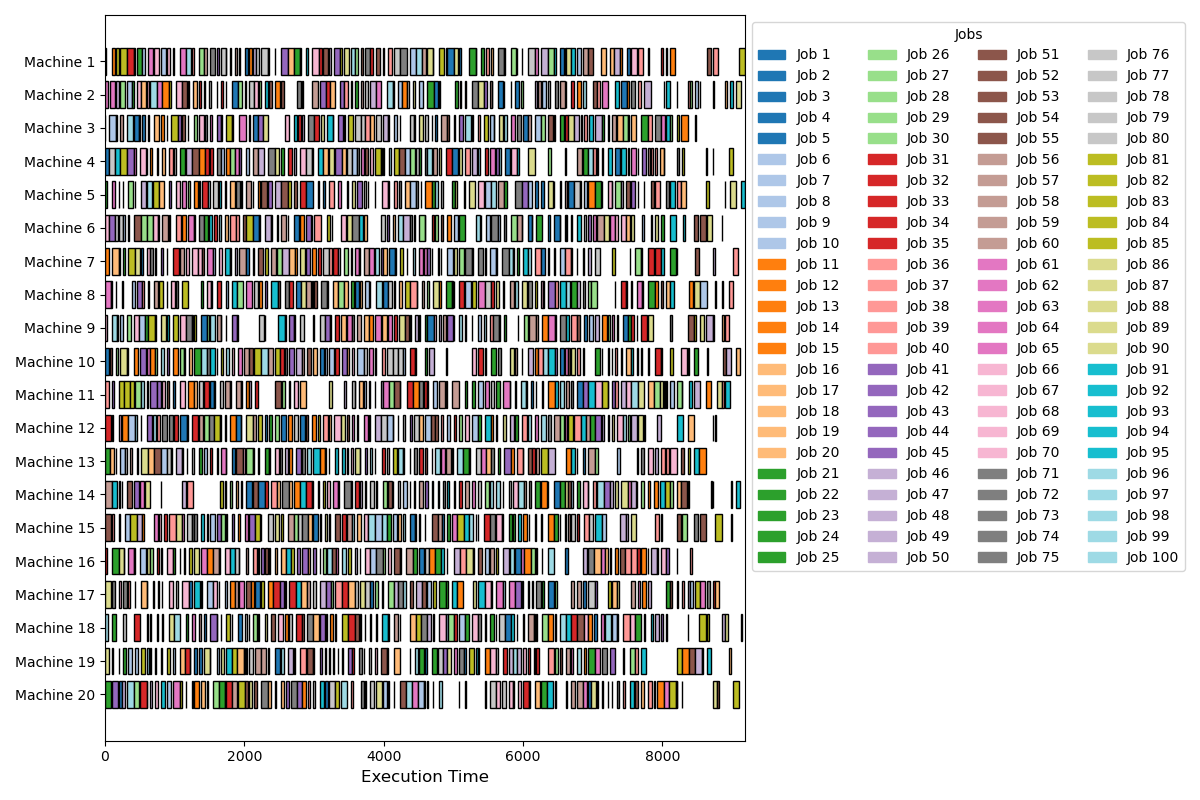 Jobs
Machine 1
Machine 2
Machine 3
Machine 4
Machine 5
Machine 6
Machine 7
Machine 8
Machine 9
Machine 10
Machine 11
Machine 12
Machine 13
Machine 14
Machine 15
Machine 16
Machine 17
Machine 18
Machine 19
Machine 20
0 2000 4000 6000 8000
Execution Time
Job 1 Job 26 Job 51 Job 76
Job 2 Job 27 Job 52 Job 77
Job 3 Job 28 Job 53 Job 78
Job 4 Job 29 Job 54 Job 79
Job 5 Job 30 Job 55 Job 80
Job 6 Job 31 Job 56 Job 81
Job 7 Job 32 Job 57 Job 82
Job 8 Job 33 Job 58 Job 83
Job 9 Job 34 Job 59 Job 84
Job 10 Job 35 Job 60 Job 85
Job 11 Job 36 Job 61 Job 86
Job 12 Job 37 Job 62 Job 87
Job 13 Job 38 Job 63 Job 88
Job 14 Job 39 Job 64 Job 89
Job 15 Job 40 Job 65 Job 90
Job 16 Job 41 Job 66 Job 91
Job 17 Job 42 Job 67 Job 92
Job 18 Job 43 Job 68 Job 93
Job 19 Job 44 Job 69 Job 94
Job 20 Job 45 Job 70 Job 95
Job 21 Job 46 Job 71 Job 96
Job 22 Job 47 Job 72 Job 97
Job 23 Job 48 Job 73 Job 98
Job 24 Job 49 Job 74 Job 99
Job 25 Job 50 Job 75 Job 100